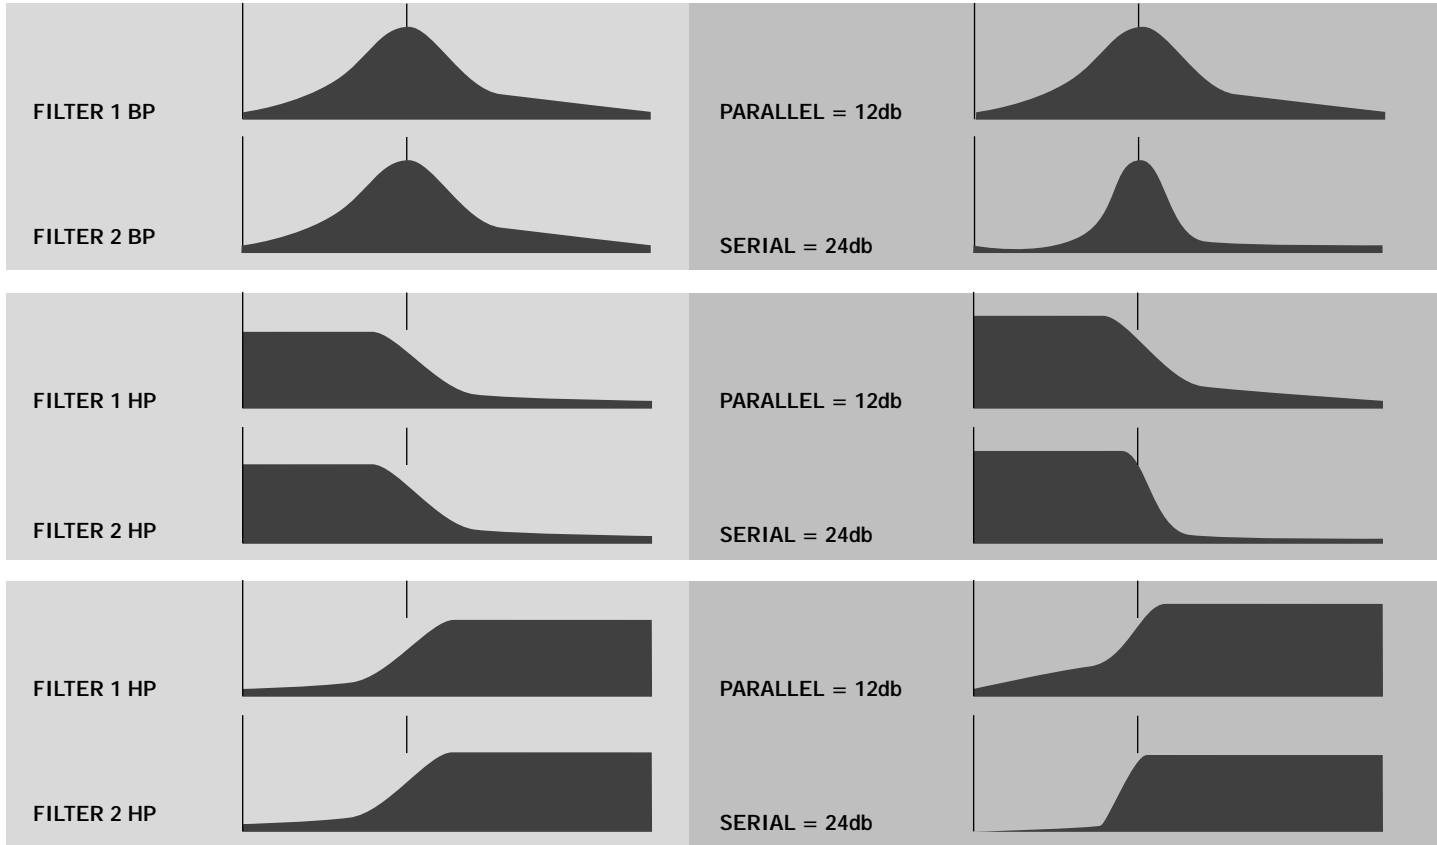 FILTER 1 BP
PARALLEL = 12db
FILTER 2 BP
SERIAL = 24db
FILTER 1 HP
PARALLEL = 12db
FILTER 2 HP
SERIAL = 24db
FILTER 1 HP
PARALLEL = 12db
FILTER 2 HP
SERIAL = 24db